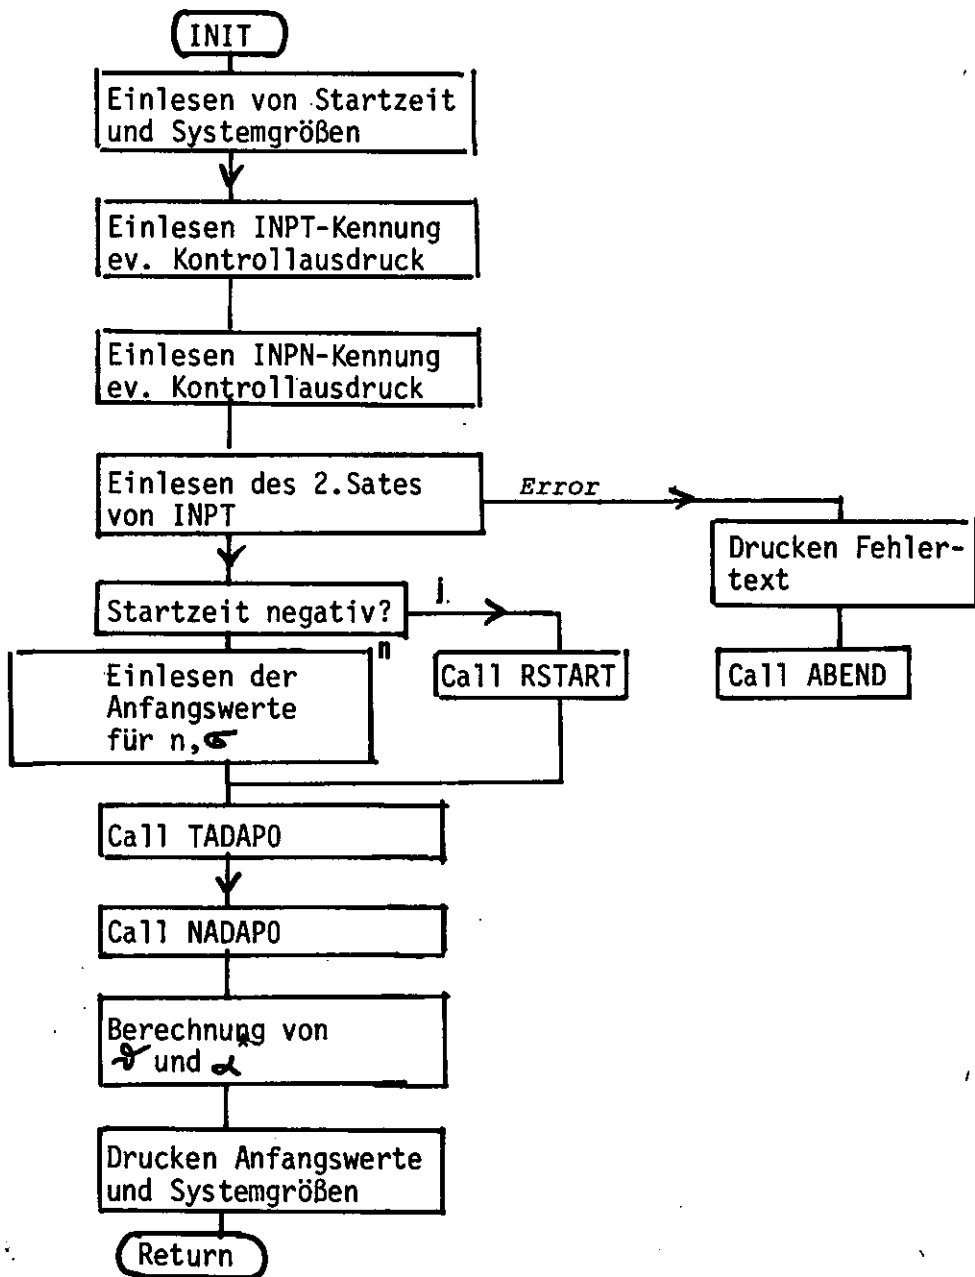 INIT
Einlesen von Startzeit
und Systemgrößen
Einlesen INPT-Kennung
ev. Kontrollausdruck
Einlesen INPN-Kennung
ev. Kontrollausdruck
Einlesen des 2.Sates
von INPT
Error
Drucken Fehler-
text
Call ABEND
Startzeit negativ?
j.
n
Call RSTART
Einlesen der
Anfangswerte
für n,σ
Call TADAPO
Call NADAPO
Berechnung von
ϑ und α*
Drucken Anfangswerte
und Systemgrößen
Return